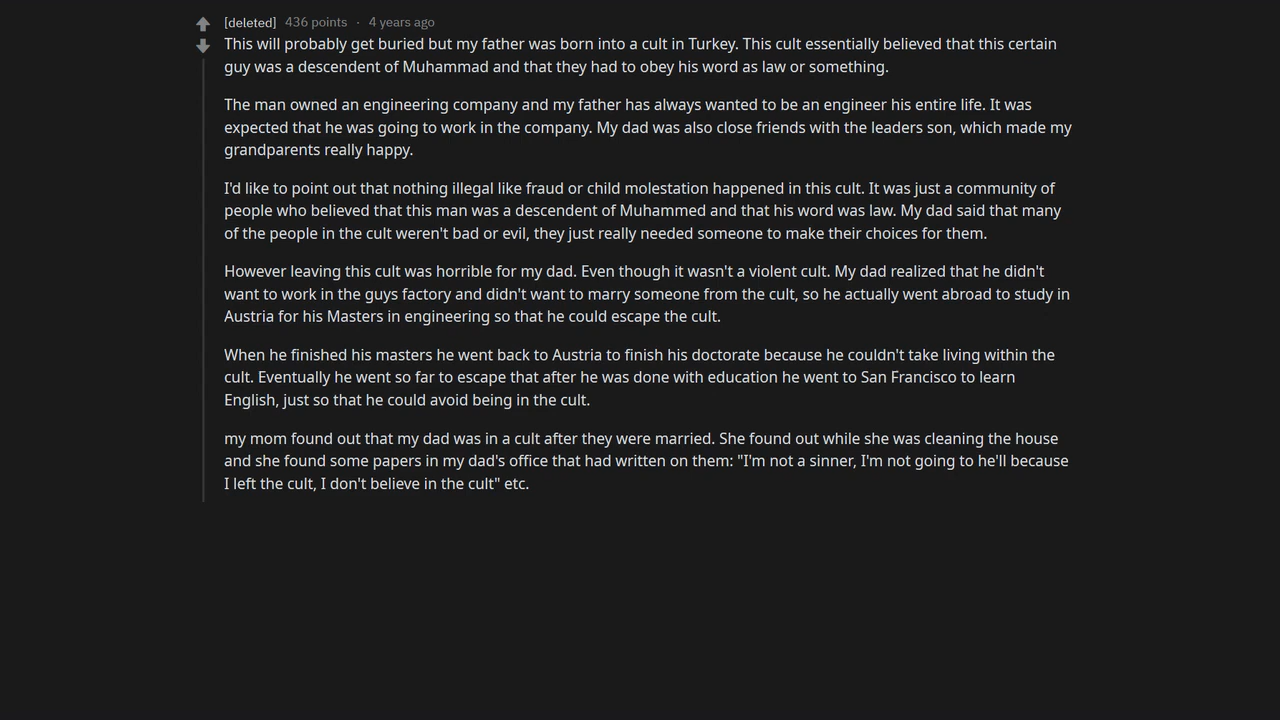 [deleted] 436 points · 4 years ago
This will probably get buried but my father was born into a cult in Turkey. This cult essentially believed that this certain
guy was a descendent of Muhammad and that they had to obey his word as law or something.
The man owned an engineering company and my father has always wanted to be an engineer his entire life. It was
expected that he was going to work in the company. My dad was also close friends with the leaders son, which made my
grandparents really happy.
I'd like to point out that nothing illegal like fraud or child molestation happened in this cult. It was just a community of
people who believed that this man was a descendent of Muhammed and that his word was law. My dad said that many
of the people in the cult weren't bad or evil, they just really needed someone to make their choices for them.
However leaving this cult was horrible for my dad. Even though it wasn't a violent cult. My dad realized that he didn't
want to work in the guys factory and didn't want to marry someone from the cult, so he actually went abroad to study in
Austria for his Masters in engineering so that he could escape the cult.
When he finished his masters he went back to Austria to finish his doctorate because he couldn't take living within the
cult. Eventually he went so far to escape that after he was done with education he went to San Francisco to learn
English, just so that he could avoid being in the cult.
my mom found out that my dad was in a cult after they were married. She found out while she was cleaning the house
and she found some papers in my dad's office that had written on them: "I'm not a sinner, I'm not going to he'll because
I left the cult, I don't believe in the cult" etc.